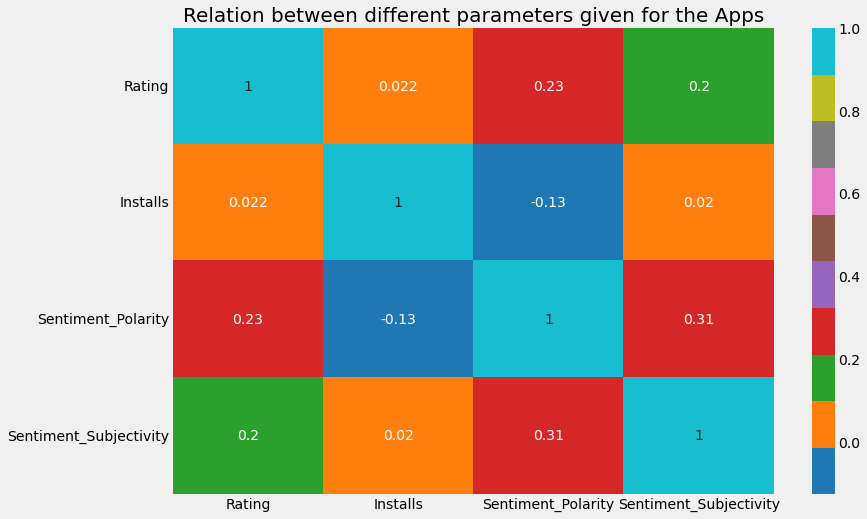 Relation between different parameters given for the Apps
Rating 1 0.022 0.23 0.2
Installs 0.022 1 -0.13 0.02
Sentiment_Polarity 0.23 -0.13 1 0.31
Sentiment_Subjectivity 0.2 0.02 0.31 1
Rating Installs Sentiment_Polarity Sentiment_Subjectivity
1.0
0.8
0.6
0.4
0.2
0.0